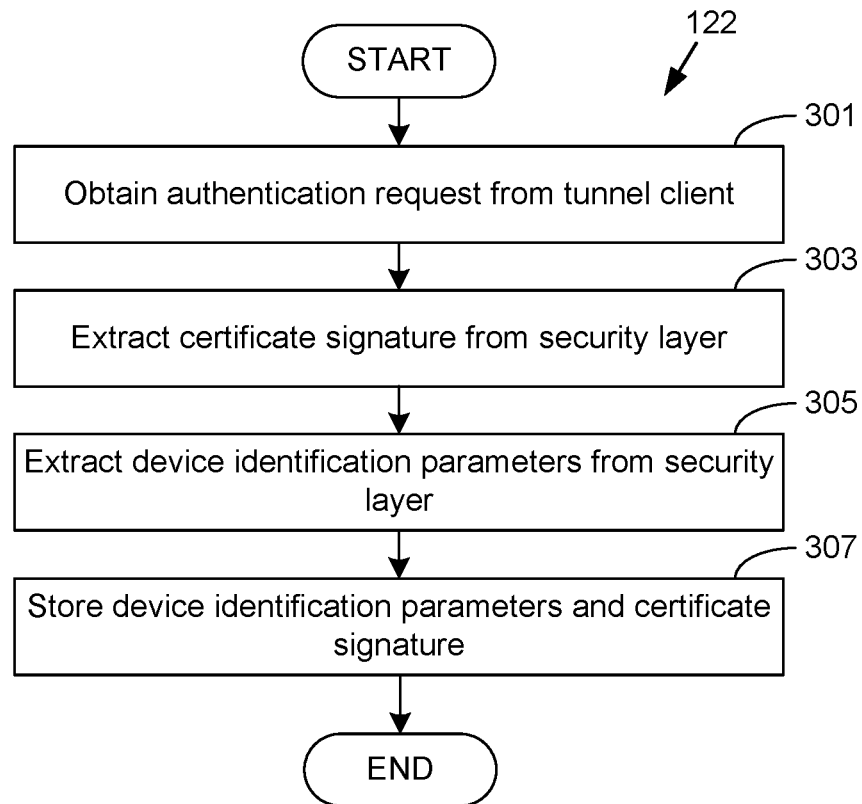 122
START
301
Obtain authentication request from tunnel client
303
Extract certificate signature from security layer
305
Extract device identification parameters from security
layer
307
Store device identification parameters and certificate
signature
END